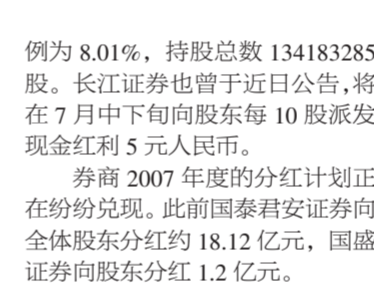 例为 8.01%，持股总数 134183285
股。长江证券也曾于近日公告，将
在 7 月中下旬向股东每 10 股派发
现金红利 5 元人民币。
券商 2007 年度的分红计划正
在纷纷兑现。此前国泰君安证券向
全体股东分红约 18.12 亿元，国盛
证券向股东分红 1.2 亿元。